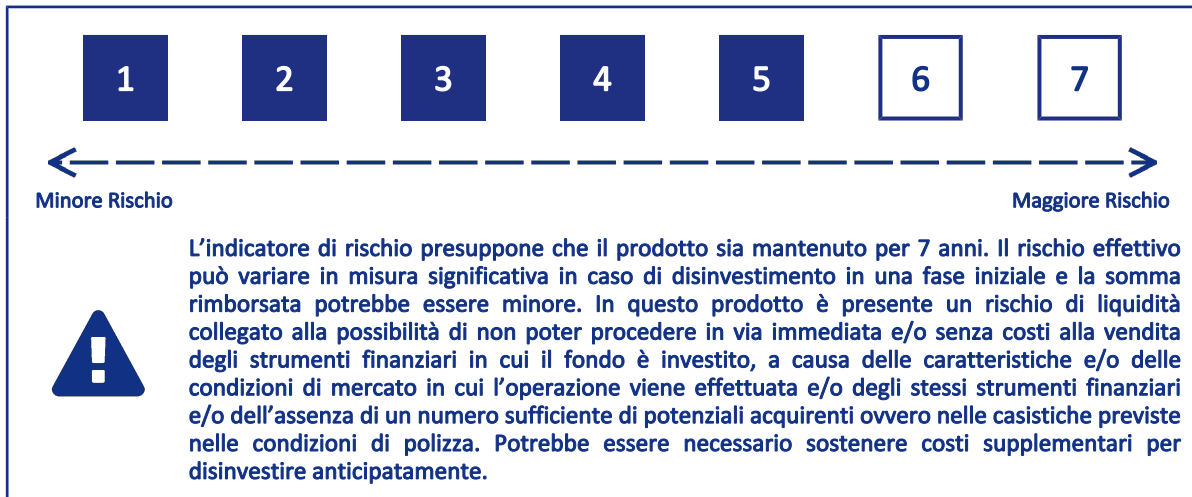 1 2 3 4 5 6 7
Minore Rischio Maggiore Rischio
L'indicatore di rischio presuppone che il prodotto sia mantenuto per 7 anni. Il rischio effettivo
può variare in misura significativa in caso di disinvestimento in una fase iniziale e la somma
rimborsata potrebbe essere minore. In questo prodotto è presente un rischio di liquidità
collegato alla possibilità di non poter procedere in via immediata e/o senza costi alla vendita
degli strumenti finanziari in cui il fondo è investito, a causa delle caratteristiche e/o delle
condizioni di mercato in cui l'operazione viene effettuata e/o degli stessi strumenti finanziari
e/o dell'assenza di un numero sufficiente di potenziali acquirenti ovvero nelle casistiche previste
nelle condizioni di polizza. Potrebbe essere necessario sostenere costi supplementari per
disinvestire anticipatamente.